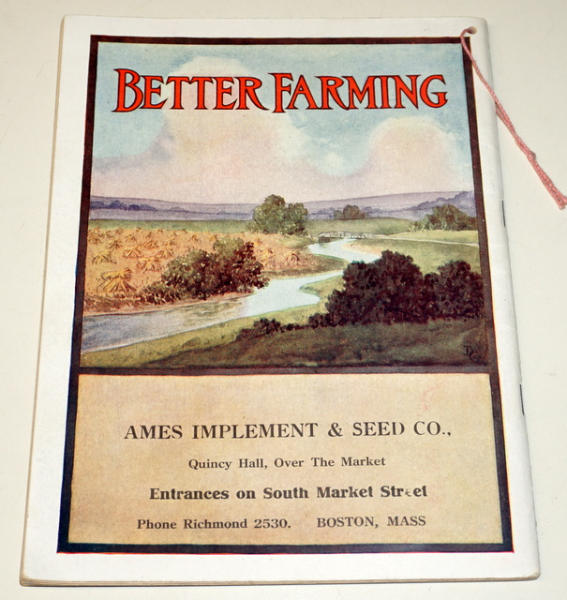 BETTER FARMING
AMES IMPLEMENT & SEED CO.,
Quincy Hall, Over The Market
Entrances on South Market Street
Phone Richmond 2530. BOSTON, MASS